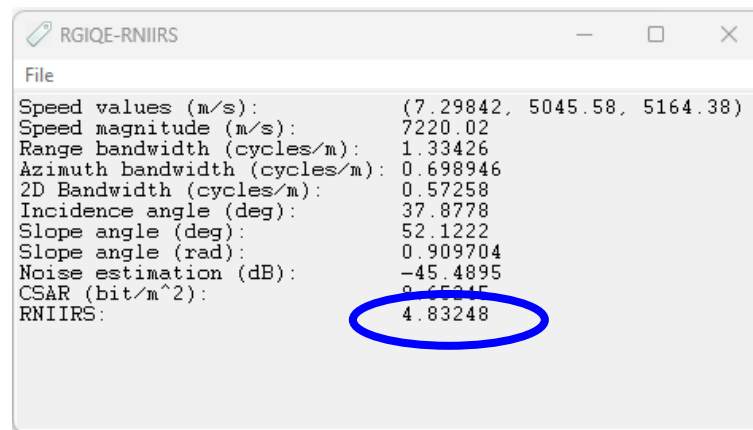 RGIQE-RNIIRS
File
Speed values (m/s): (7.29842, 5045.58, 5164.38)
Speed magnitude (m/s): 7220.02
Range bandwidth (cycles/m): 1.33426
Azimuth bandwidth (cycles/m): 0.698946
2D Bandwidth (cycles/m): 0.57258
Incidence angle (deg): 37.8778
Slope angle (deg): 52.1222
Slope angle (rad): 0.909704
Noise estimation (dB): -45.4895
CSAR (bit/m^2): 8.65245
RNIIRS: 4.83248